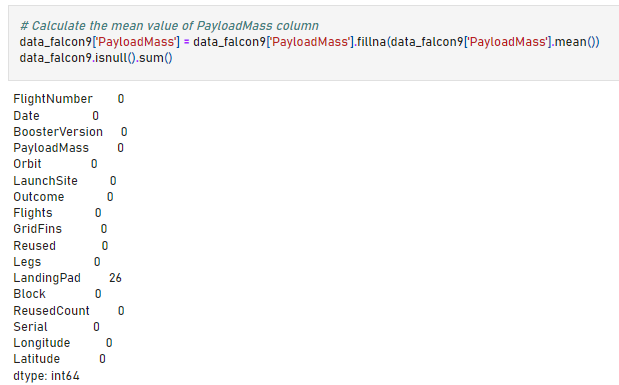 # Calculate the mean value of PayloadMass column
data_falcon9['PayloadMass'] = data_falcon9['PayloadMass'].fillna(data_falcon9['PayloadMass'].mean())
data_falcon9.isnull().sum()
FlightNumber 0
Date 0
BoosterVersion 0
PayloadMass 0
Orbit 0
LaunchSite 0
Outcome 0
Flights 0
GridFins 0
Reused 0
Legs 0
LandingPad 26
Block 0
ReusedCount 0
Serial 0
Longitude 0
Latitude 0
dtype: int64